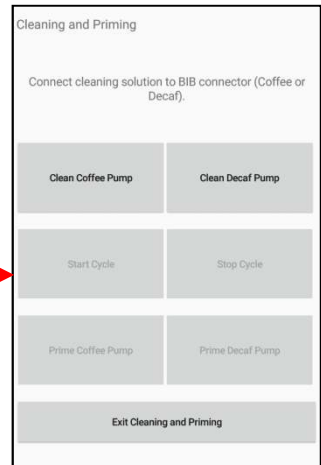 Cleaning and Priming
Connect cleaning solution to BIB connector (Coffee or
Decaf).
Clean Coffee Pump
Clean Decaf Pump
Start Cycle
Stop Cycle
Prime Coffee Pump
Prime Decaf Pump
Exit Cleaning and Priming